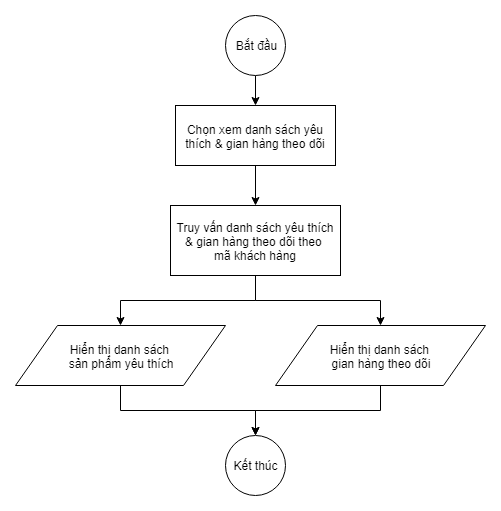 Bắt đầu
Chọn xem danh sách yêu
thích & gian hàng theo dõi
Truy vấn danh sách yêu thích
& gian hàng theo dõi theo
mã khách hàng
Hiển thị danh sách
sản phẩm yêu thích
Hiển thị danh sách
gian hàng theo dõi
Kết thúc